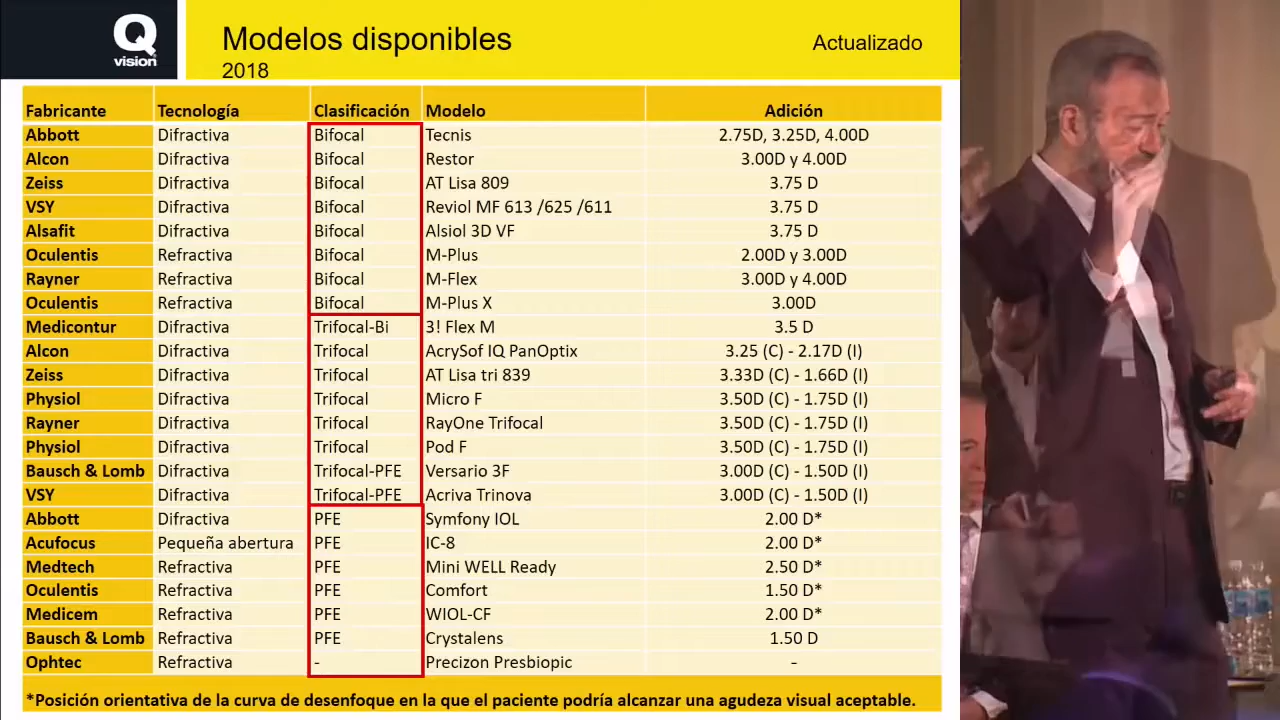 Q
vision
Modelos disponibles
Actualizado
2018
Fabricante Tecnología Clasificación Modelo Adición
Abbott Difractiva Bifocal Tecnis 2.75D, 3.25D, 4.00D
Alcon Difractiva Bifocal Restor 3.00D y 4.00D
Zeiss Difractiva Bifocal AT Lisa 809 3.75 D
VSY Difractiva Bifocal Reviol MF 613 /625 /611 3.75 D
Alsafit Difractiva Bifocal Alsiol 3D VF 3.75 D
Oculentis Refractiva Bifocal M-Plus 2.00D y 3.00D
Rayner Refractiva Bifocal M-Flex 3.00D y 4.00D
Oculentis Refractiva Bifocal M-Plus X 3.00D
Medicontur Difractiva Trifocal-Bi 3! Flex M 3.5 D
Alcon Difractiva Trifocal AcrySof IQ PanOptix 3.25 (C) - 2.17D (I)
Zeiss Difractiva Trifocal AT Lisa tri 839 3.33D (C) - 1.66D (I)
Physiol Difractiva Trifocal Micro F 3.50D (C) - 1.75D (I)
Rayner Difractiva Trifocal RayOne Trifocal 3.50D (C) - 1.75D (I)
Physiol Difractiva Trifocal Pod F 3.50D (C) - 1.75D (I)
Bausch & Lomb Difractiva Trifocal-PFE Versario 3F 3.00D (C) - 1.50D (I)
VSY Difractiva Trifocal-PFE Acriva Trinova 3.00D (C) - 1.50D (I)
Abbott Difractiva PFE Symfony IOL 2.00 D*
Acufocus Pequeña abertura PFE IC-8 2.00 D*
Medtech Refractiva PFE Mini WELL Ready 2.50 D*
Oculentis Refractiva PFE Comfort 1.50 D*
Medicem Refractiva PFE WIOL-CF 2.00 D*
Bausch & Lomb Refractiva PFE Crystalens 1.50 D
Ophtec Refractiva - Precizon Presbiopic -
*Posición orientativa de la curva de desenfoque en la que el paciente podría alcanzar una agudeza visual aceptable.